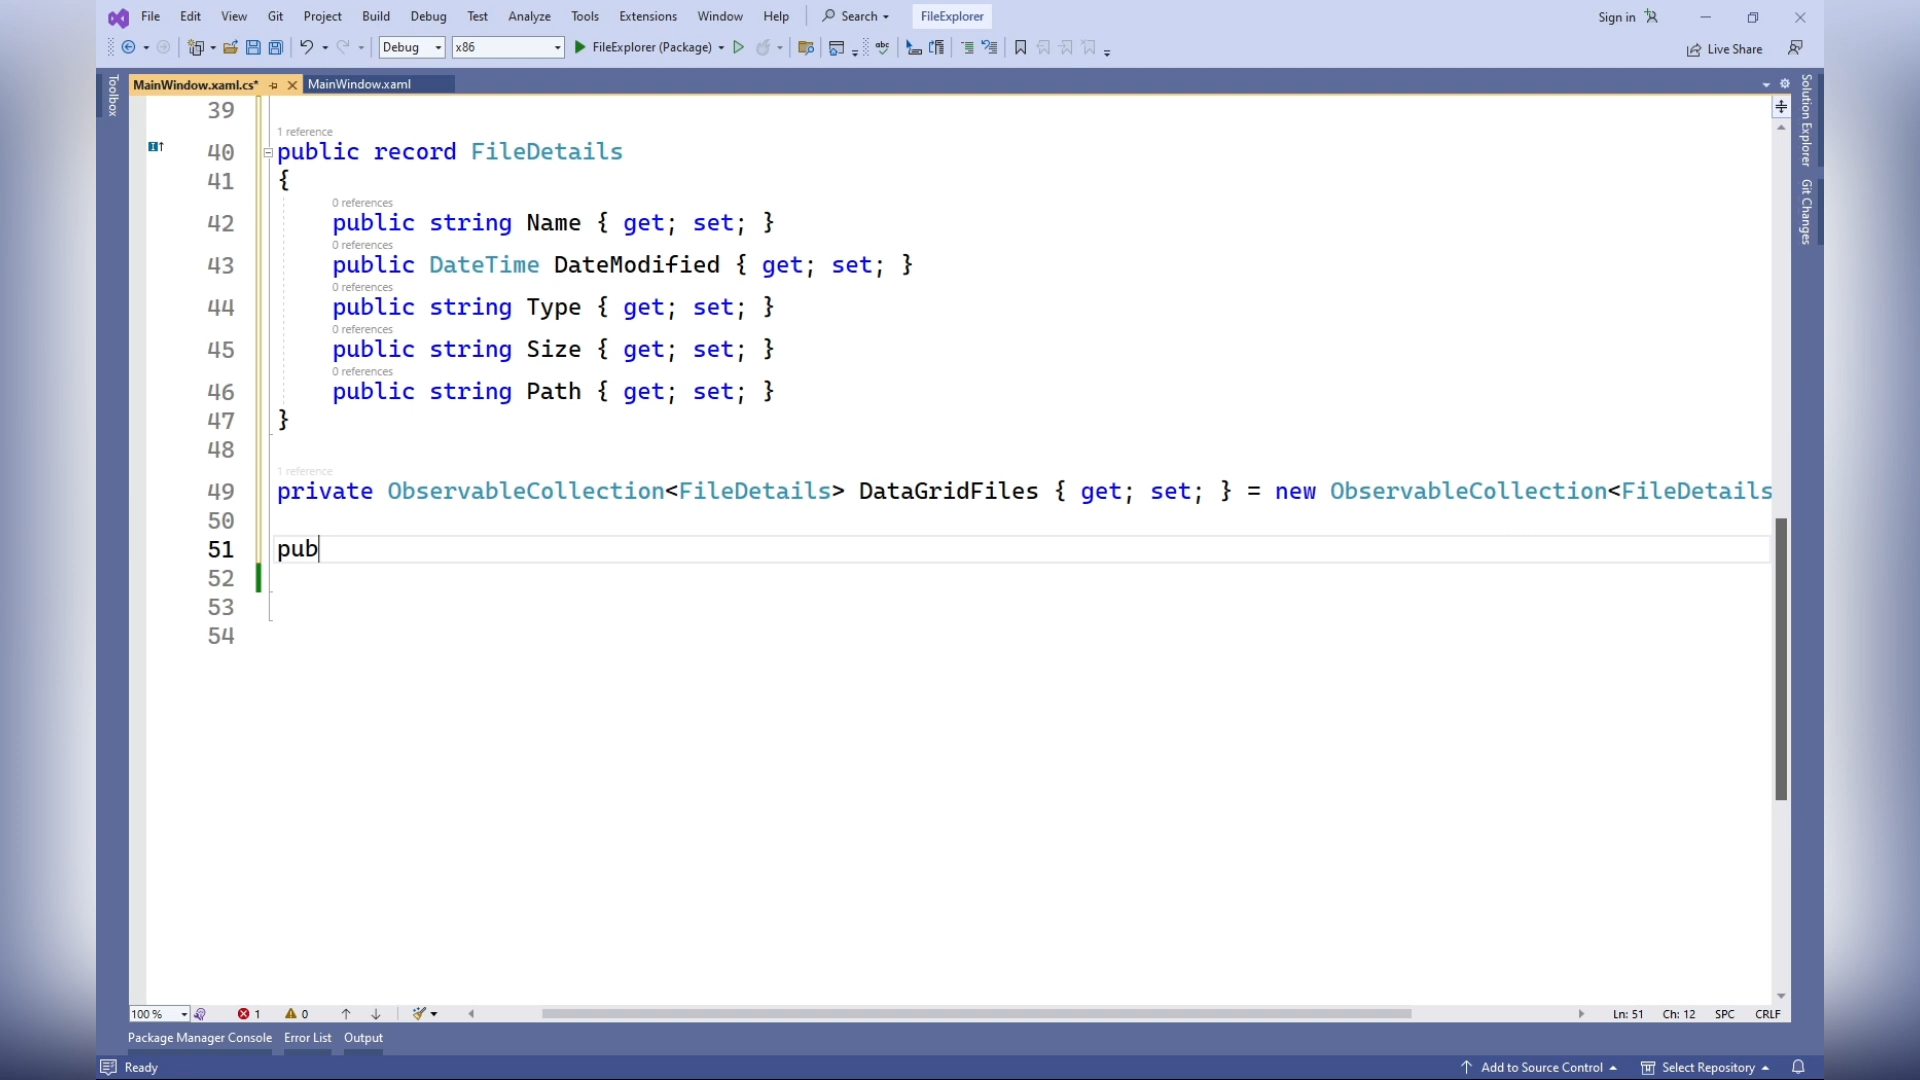 File Edit View Git Project Build Debug Test Analyze Tools Extensions Window Help Search FileExplorer Sign in
Debug x86 FileExplorer (Package) abc Live Share
MainWindow.xaml.cs* MainWindow.xaml
Toolbox
Solution Explorer
Git Changes
39
1 reference
40 public record FileDetails
41 {
0 references
42 public string Name { get; set; }
0 references
43 public DateTime DateModified { get; set; }
0 references
44 public string Type { get; set; }
0 references
45 public string Size { get; set; }
0 references
46 public string Path { get; set; }
47 }
48
1 reference
49 private ObservableCollection<FileDetails> DataGridFiles { get; set; } = new ObservableCollection<FileDetails
50
51 pub
52
53
54
100 % 1 0 Ln: 51 Ch: 12 SPC CRLF
Package Manager Console Error List Output
Ready Add to Source Control Select Repository